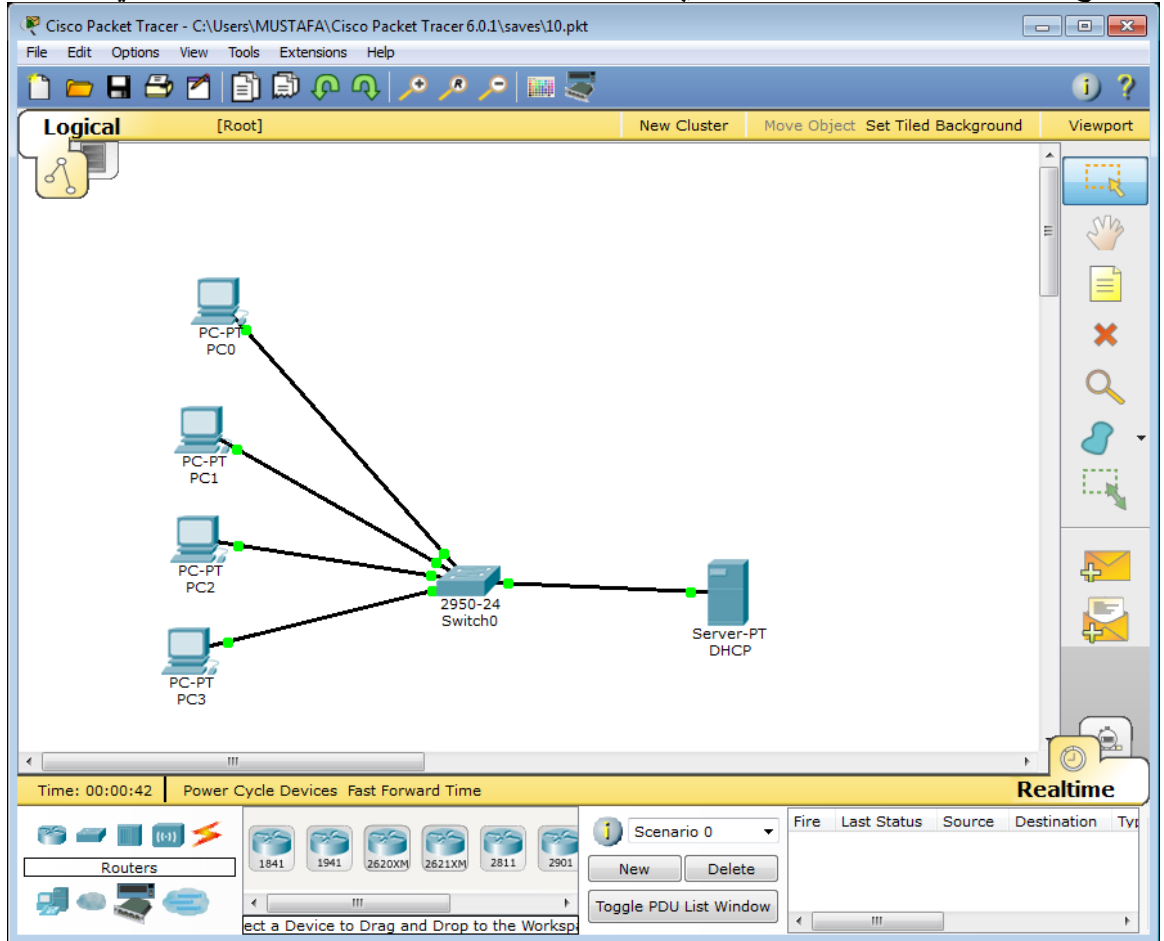 Cisco Packet Tracer - C:\Users\MUSTAFA\Cisco Packet Tracer 6.0.1\saves\10.pkt
File Edit Options View Tools Extensions Help
Logical [Root] New Cluster Move Object Set Tiled Background Viewport
PC-PT
PC0
PC-PT
PC1
PC-PT
PC2
2950-24
Switch0
Server-PT
DHCP
PC-PT
PC3
Time: 00:00:42 Power Cycle Devices Fast Forward Time Realtime
Routers
1841 1941 2620XM 2621XM 2811 2901
ect a Device to Drag and Drop to the Worksp
Scenario 0
New Delete
Toggle PDU List Window
Fire Last Status Source Destination Typ